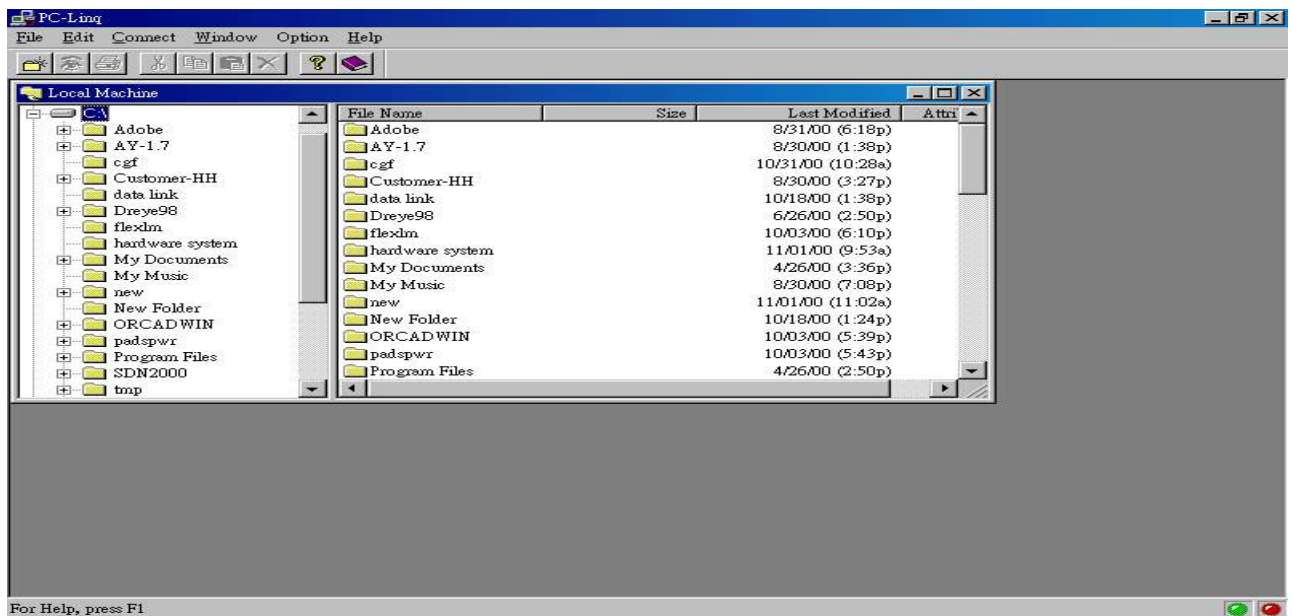 PC-Linq
File Edit Connect Window Option Help
Local Machine
C:\
Adobe
AY-1.7
cgf
Customer-HH
data link
Dreye98
flexlm
hardware system
My Documents
My Music
new
New Folder
ORCADWIN
padspwr
Program Files
SDN2000
tmp
File Name Size Last Modified Attri
Adobe 8/31/00 (6:18p)
AY-1.7 8/30/00 (1:38p)
cgf 10/31/00 (10:28a)
Customer-HH 8/30/00 (3:27p)
data link 10/18/00 (1:38p)
Dreye98 6/26/00 (2:50p)
flexlm 10/03/00 (6:10p)
hardware system 11/01/00 (9:53a)
My Documents 4/26/00 (3:36p)
My Music 8/30/00 (7:08p)
new 11/01/00 (11:02a)
New Folder 10/18/00 (1:24p)
ORCADWIN 10/03/00 (5:39p)
padspwr 10/03/00 (5:43p)
Program Files 4/26/00 (2:50p)
For Help, press F1